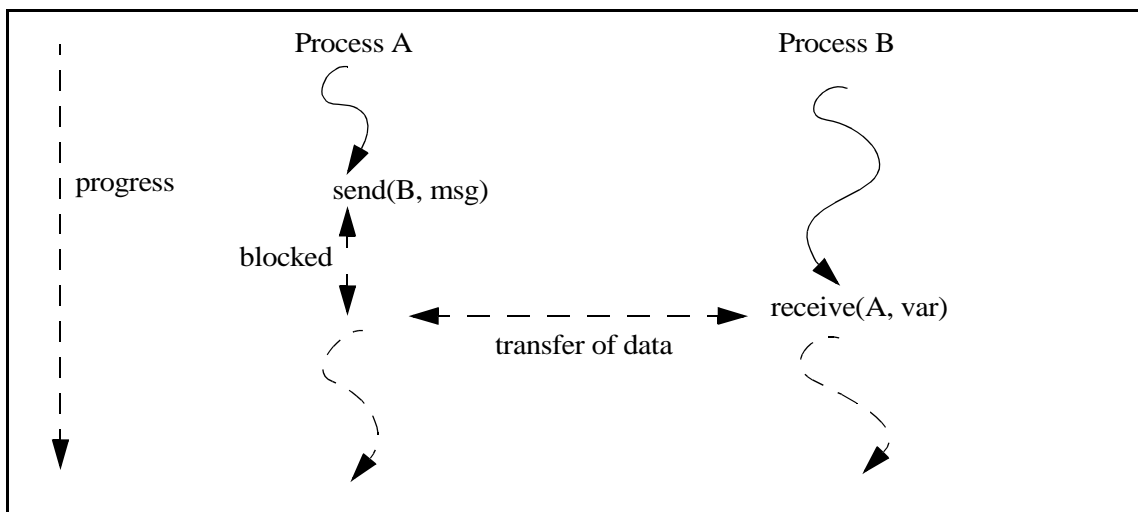 Process A
Process B
progress
send(B, msg)
blocked
receive(A, var)
transfer of data